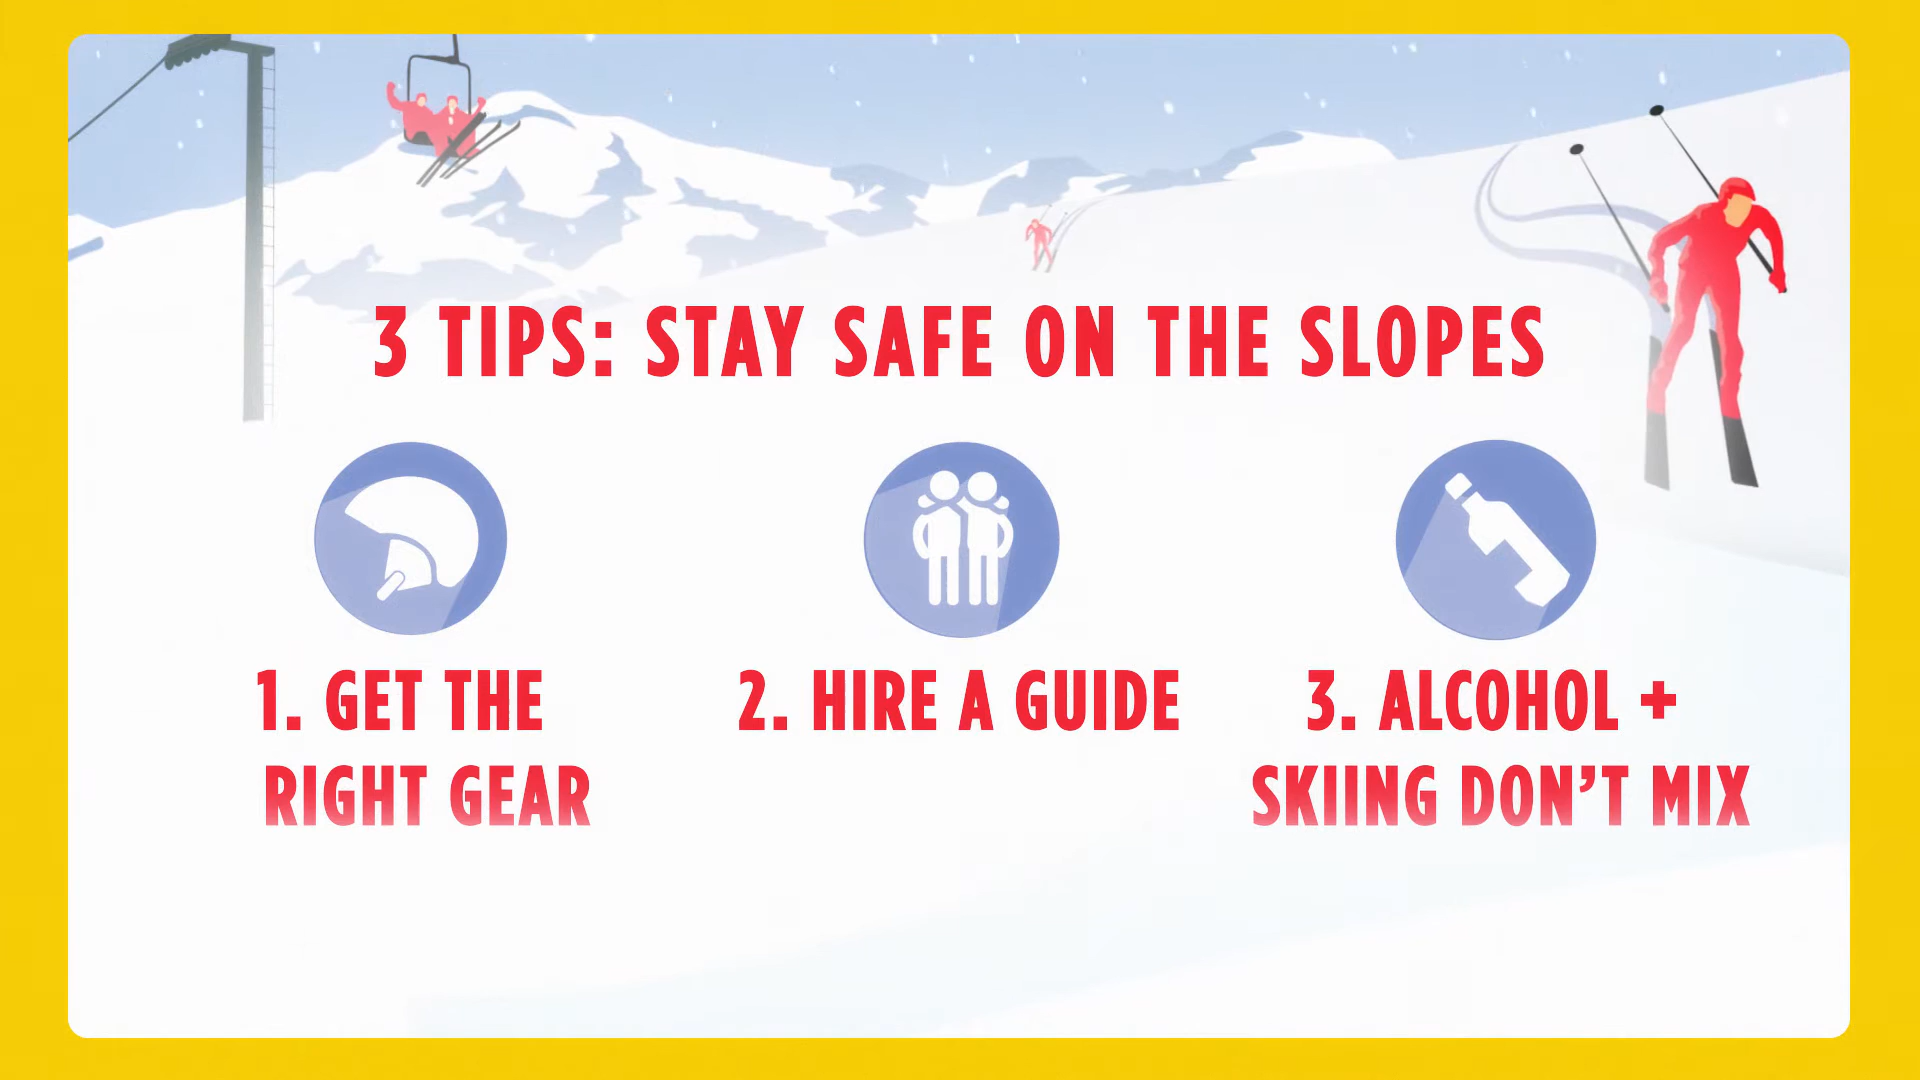 3 TIPS: STAY SAFE ON THE SLOPES
1. GET THE
RIGHT GEAR
2. HIRE A GUIDE
3. ALCOHOL +
SKIING DON’T MIX